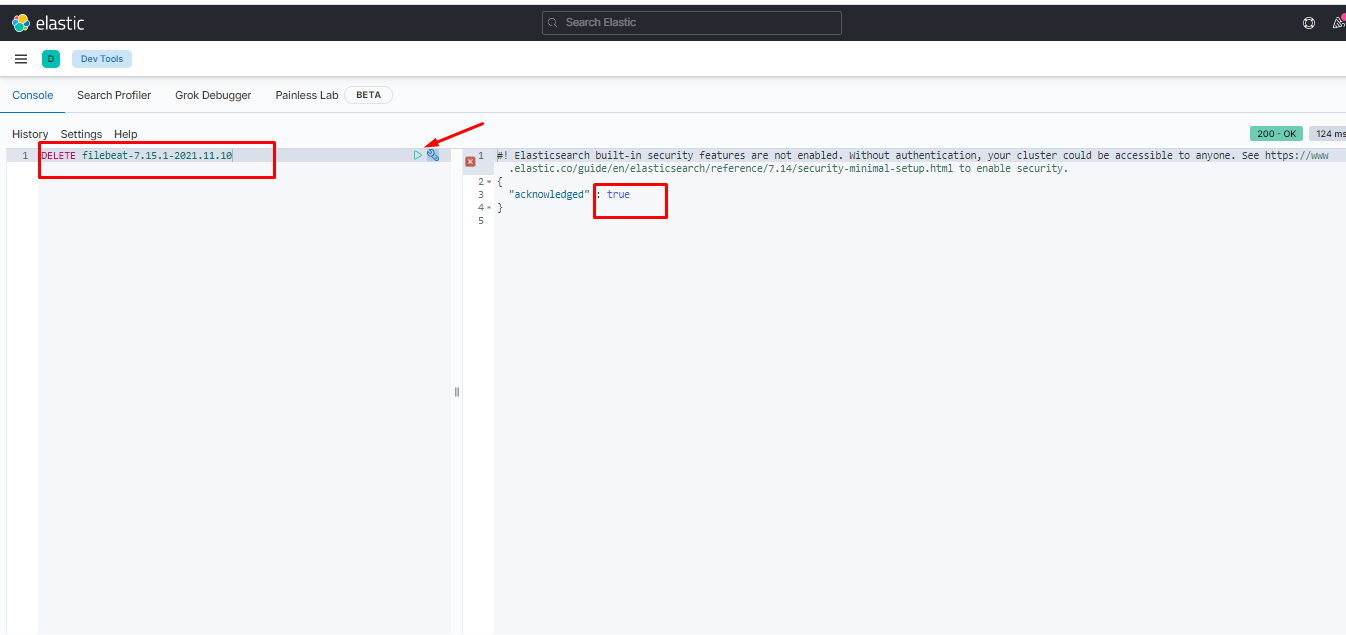 elastic
Search Elastic
D
Dev Tools
Console
Search Profiler
Grok Debugger
Painless Lab
BETA
History
Settings
Help
200 - OK
124 ms
1
DELETE filebeat-7.15.1-2021.11.10
1 #! Elasticsearch built-in security features are not enabled. Without authentication, your cluster could be accessible to anyone. See https://www
.elastic.co/guide/en/elasticsearch/reference/7.14/security-minimal-setup.html to enable security.
2 {
3 "acknowledged" : true
4 }
5